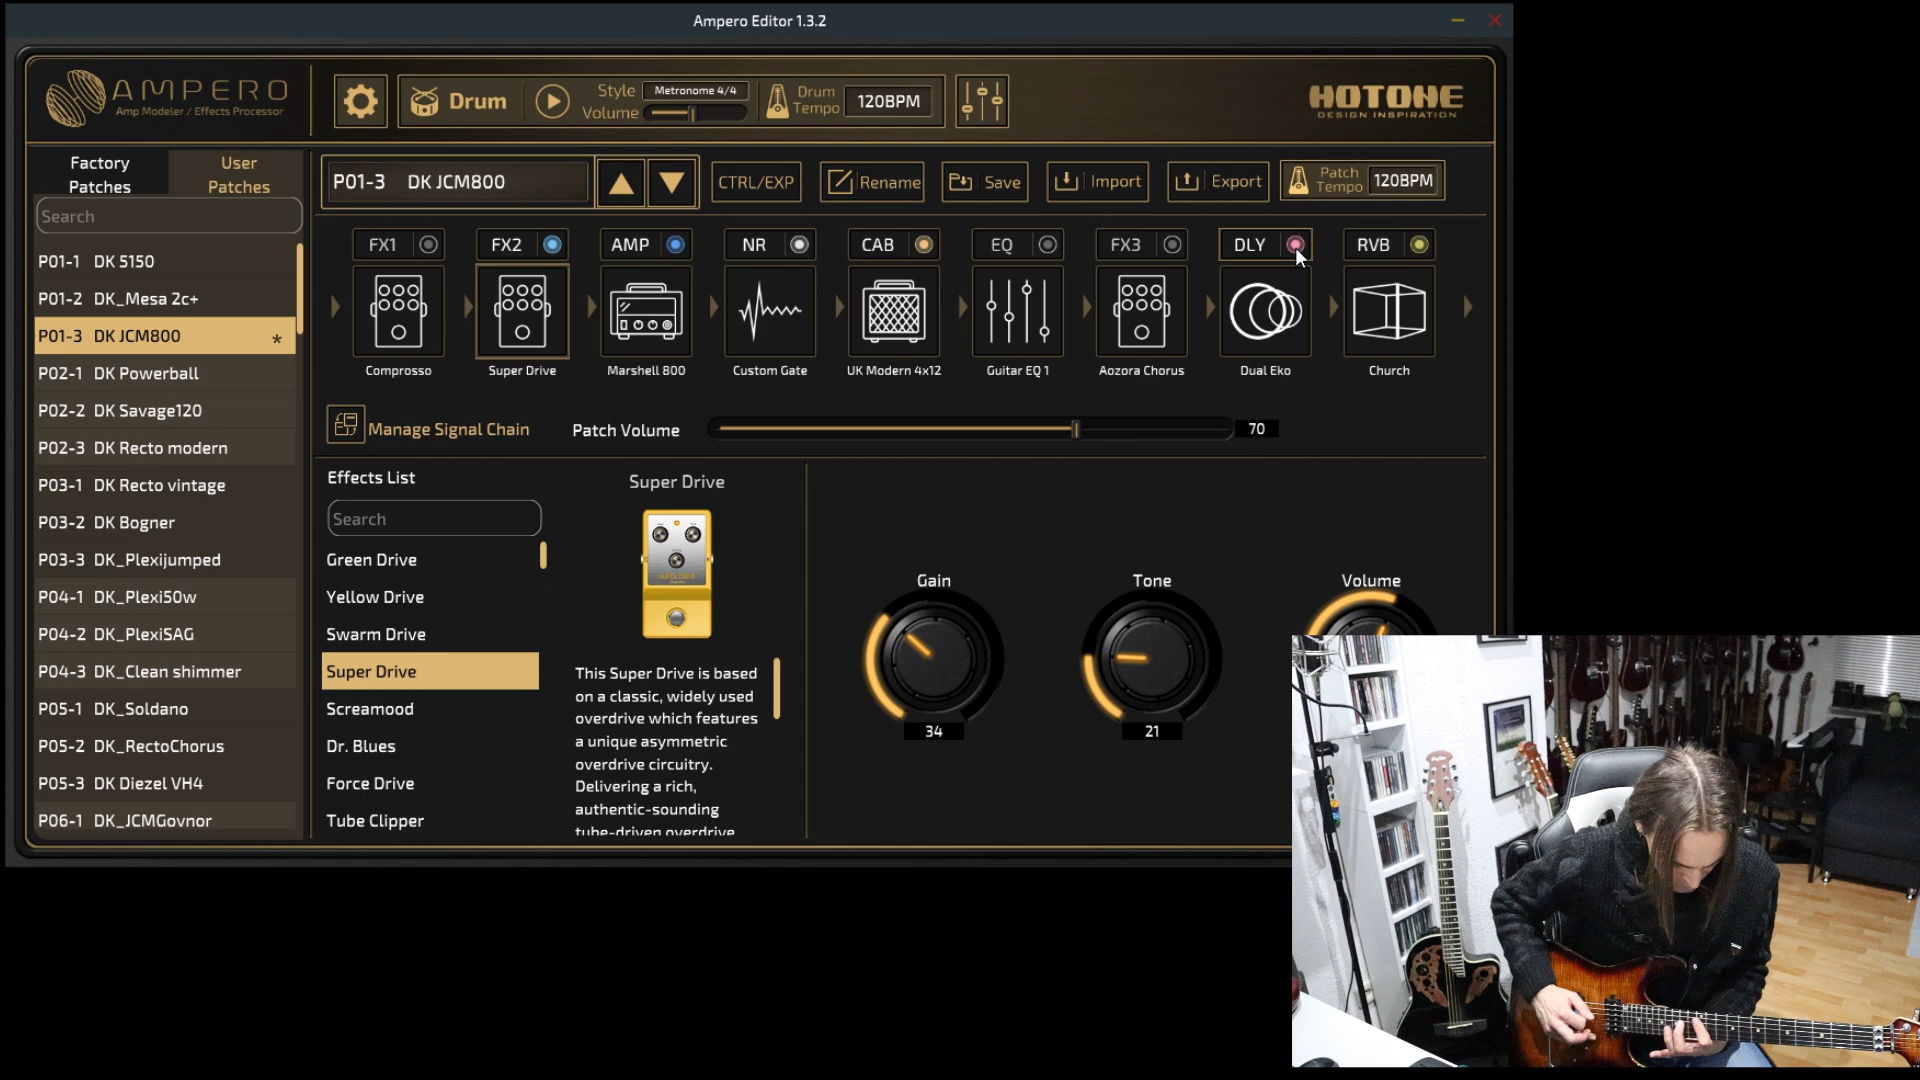 Ampero Editor 1.3.2
AMPERO
Amp Modeler / Effects Processor
Drum
Style
Metronome 4/4
Volume
Drum
Tempo
120BPM
HOTONE
DESIGN INSPIRATION
Factory
Patches
User
Patches
Search
P01-1 DK 5150
P01-2 DK_Mesa 2c+
P01-3 DK JCM800 *
P02-1 DK Powerball
P02-2 DK Savage120
P02-3 DK Recto modern
P03-1 DK Recto vintage
P03-2 DK Bogner
P03-3 DK_Plexijumped
P04-1 DK_Plexi50w
P04-2 DK_PlexiSAG
P04-3 DK_Clean shimmer
P05-1 DK_Soldano
P05-2 DK_RectoChorus
P05-3 DK Diezel VH4
P06-1 DK_JCMGovnor
P01-3 DK JCM800
CTRL/EXP
Rename
Save
Import
Export
Patch
Tempo
120BPM
FX1
FX2
AMP
NR
CAB
EQ
FX3
DLY
RVB
Comprosso
Super Drive
Marshell 800
Custom Gate
UK Modern 4x12
Guitar EQ 1
Aozora Chorus
Dual Eko
Church
Manage Signal Chain
Patch Volume
70
Effects List
Search
Green Drive
Yellow Drive
Swarm Drive
Super Drive
Screamood
Dr. Blues
Force Drive
Tube Clipper
Super Drive
This Super Drive is based
on a classic, widely used
overdrive which features
a unique asymmetric
overdrive circuitry.
Delivering a rich,
authentic-sounding
tube-driven overdrive
Gain
34
Tone
21
Volume